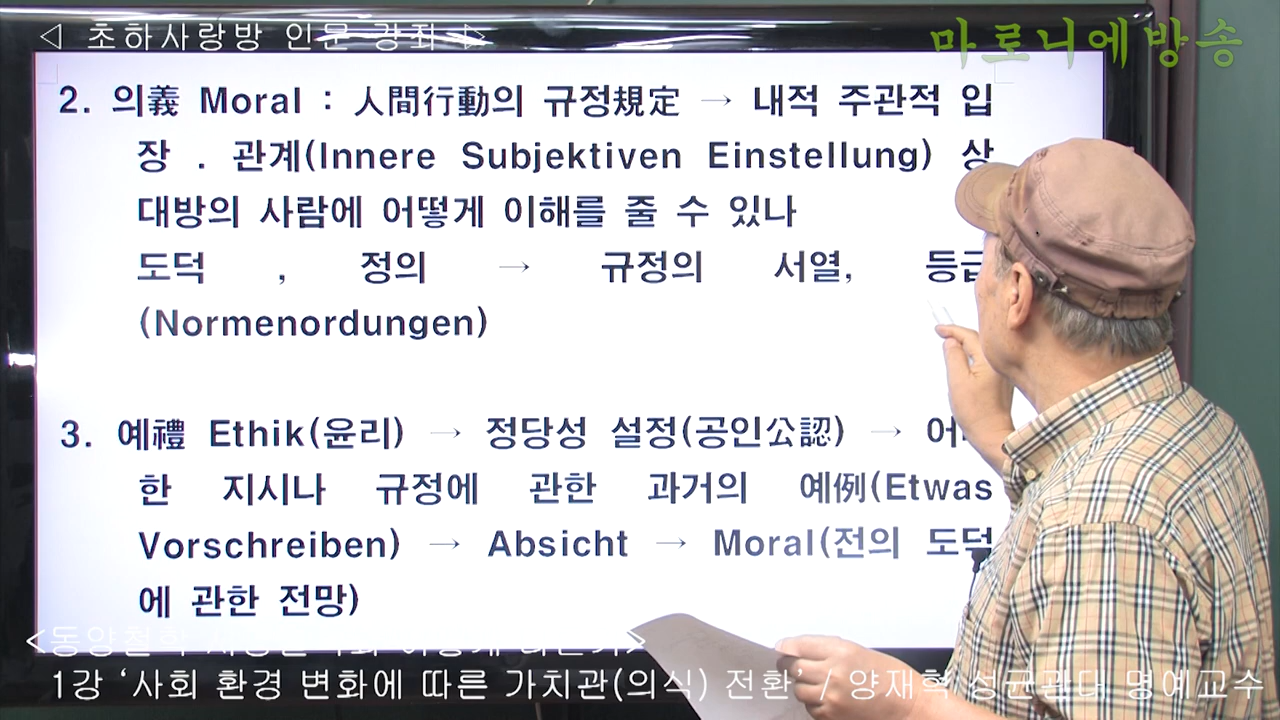 ◁ 초하사랑방 인문 강좌 ▷
마로니에방송
2. 의義 Moral : 人間行動의 규정規定 → 내적 주관적 입
장 . 관계(Innere Subjektiven Einstellung) 상
대방의 사람에 어떻게 이해를 줄 수 있나
도덕 , 정의 → 규정의 서열, 등급
(Normenordungen)
3. 예禮 Ethik(윤리) → 정당성 설정(공인公認) →
한 지시나 규정에 관한 과거의 예例(Etwas
Vorschreiben) → Absicht → Moral(전의 도덕
에 관한 전망)
<동양철학
1강 ‘사회 환경 변화에 따른 가치관(의식) 전환’ / 양재혁 성균관대 명예교수